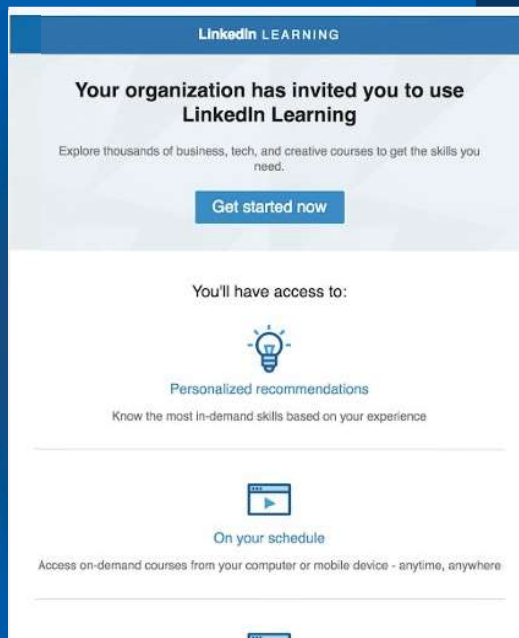 LinkedIn LEARNING
Your organization has invited you to use
LinkedIn Learning
Explore thousands of business, tech, and creative courses to get the skills you
need.
Get started now
You'll have access to:
Personalized recommendations
Know the most in-demand skills based on your experience
On your schedule
Access on-demand courses from your computer or mobile device - anytime, anywhere